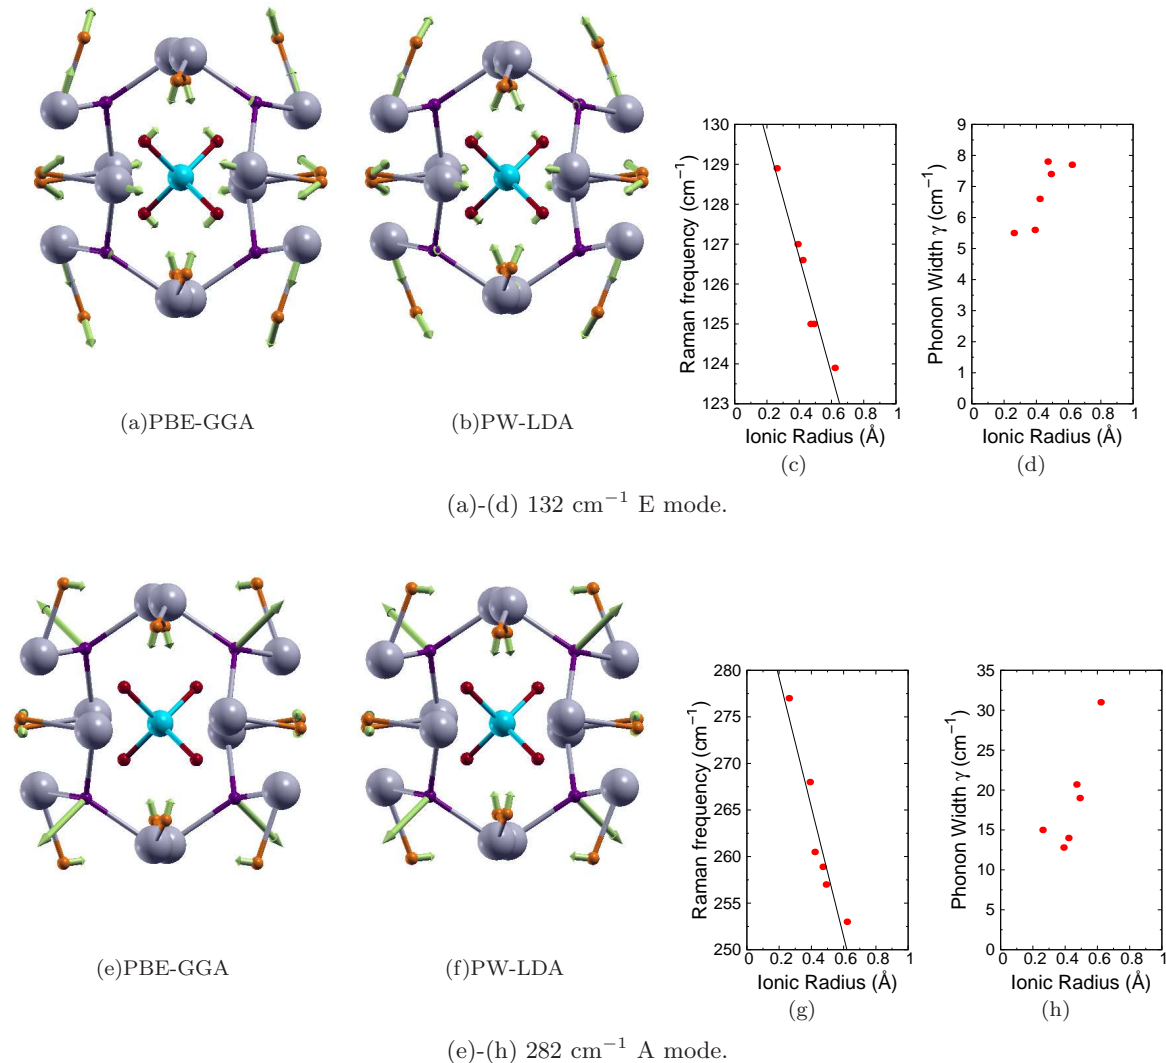 (a)PBE-GGA
(b)PW-LDA
Raman frequency (cm⁻¹)
130
129
128
127
126
125
124
123
0 0.2 0.4 0.6 0.8 1
Ionic Radius (Å)
(c)
Phonon Width γ (cm⁻¹)
9
8
7
6
5
4
3
2
1
0
0 0.2 0.4 0.6 0.8 1
Ionic Radius (Å)
(d)
(a)-(d) 132 cm⁻¹ E mode.
(e)PBE-GGA
(f)PW-LDA
Raman frequency (cm⁻¹)
280
275
270
265
260
255
250
0 0.2 0.4 0.6 0.8 1
Ionic Radius (Å)
(g)
Phonon Width γ (cm⁻¹)
35
30
25
20
15
10
5
0
0 0.2 0.4 0.6 0.8 1
Ionic Radius (Å)
(h)
(e)-(h) 282 cm⁻¹ A mode.